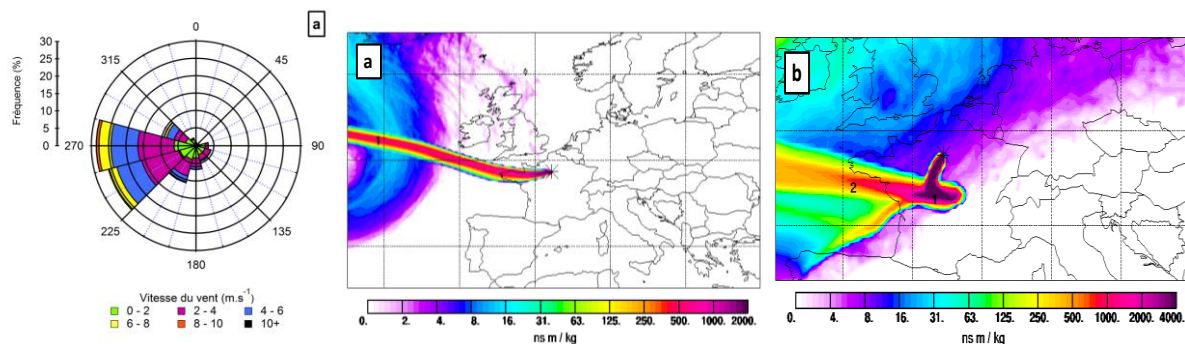 Fréquence (%)
30
25
20
15
10
5
0
0
45
90
135
180
225
270
315
a
Vitesse du vent (m.s⁻¹)
0 - 2
2 - 4
4 - 6
6 - 8
8 - 10
10+
a
1
0. 2. 4. 8. 16. 31. 63. 125. 250. 500. 1000. 2000.
ns m / kg
b
2
1
0. 4. 8. 16. 31. 63. 125. 250. 500. 1000. 2000. 4000.
ns m / kg